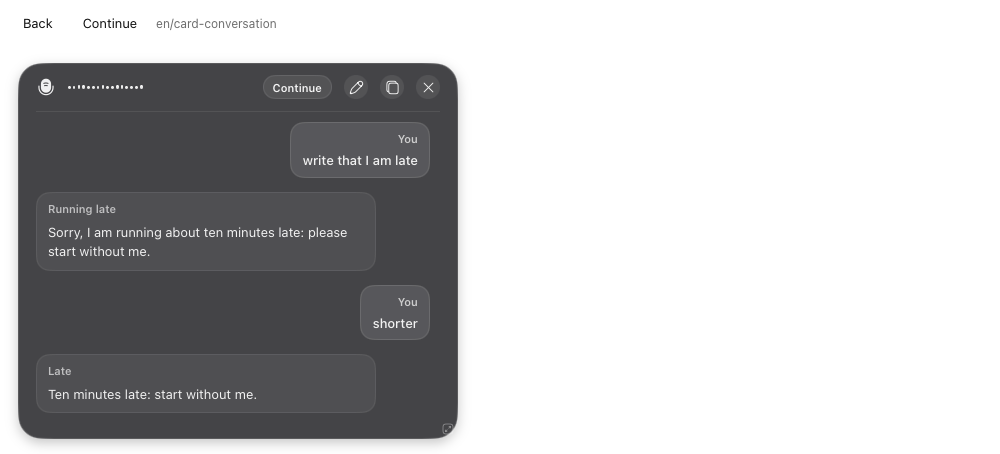 Back
Continue
en/card-conversation
Continue
You
write that I am late
Running late
Sorry, I am running about ten minutes late: please
start without me.
You
shorter
Late
Ten minutes late: start without me.